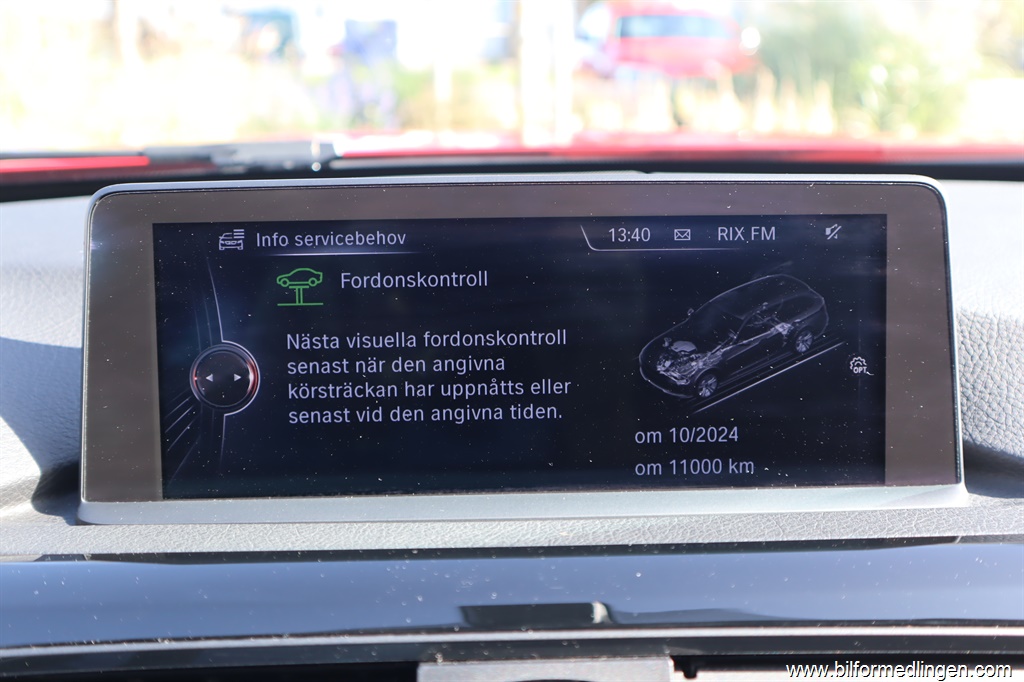 Info servicebehov
13:40 RIX FM
Fordonskontroll
Nästa visuella fordonskontroll
senast när den angivna
körsträckan har uppnåtts eller
senast vid den angivna tiden.
OPT
om 10/2024
om 11000 km
www.bilformedlingen.com